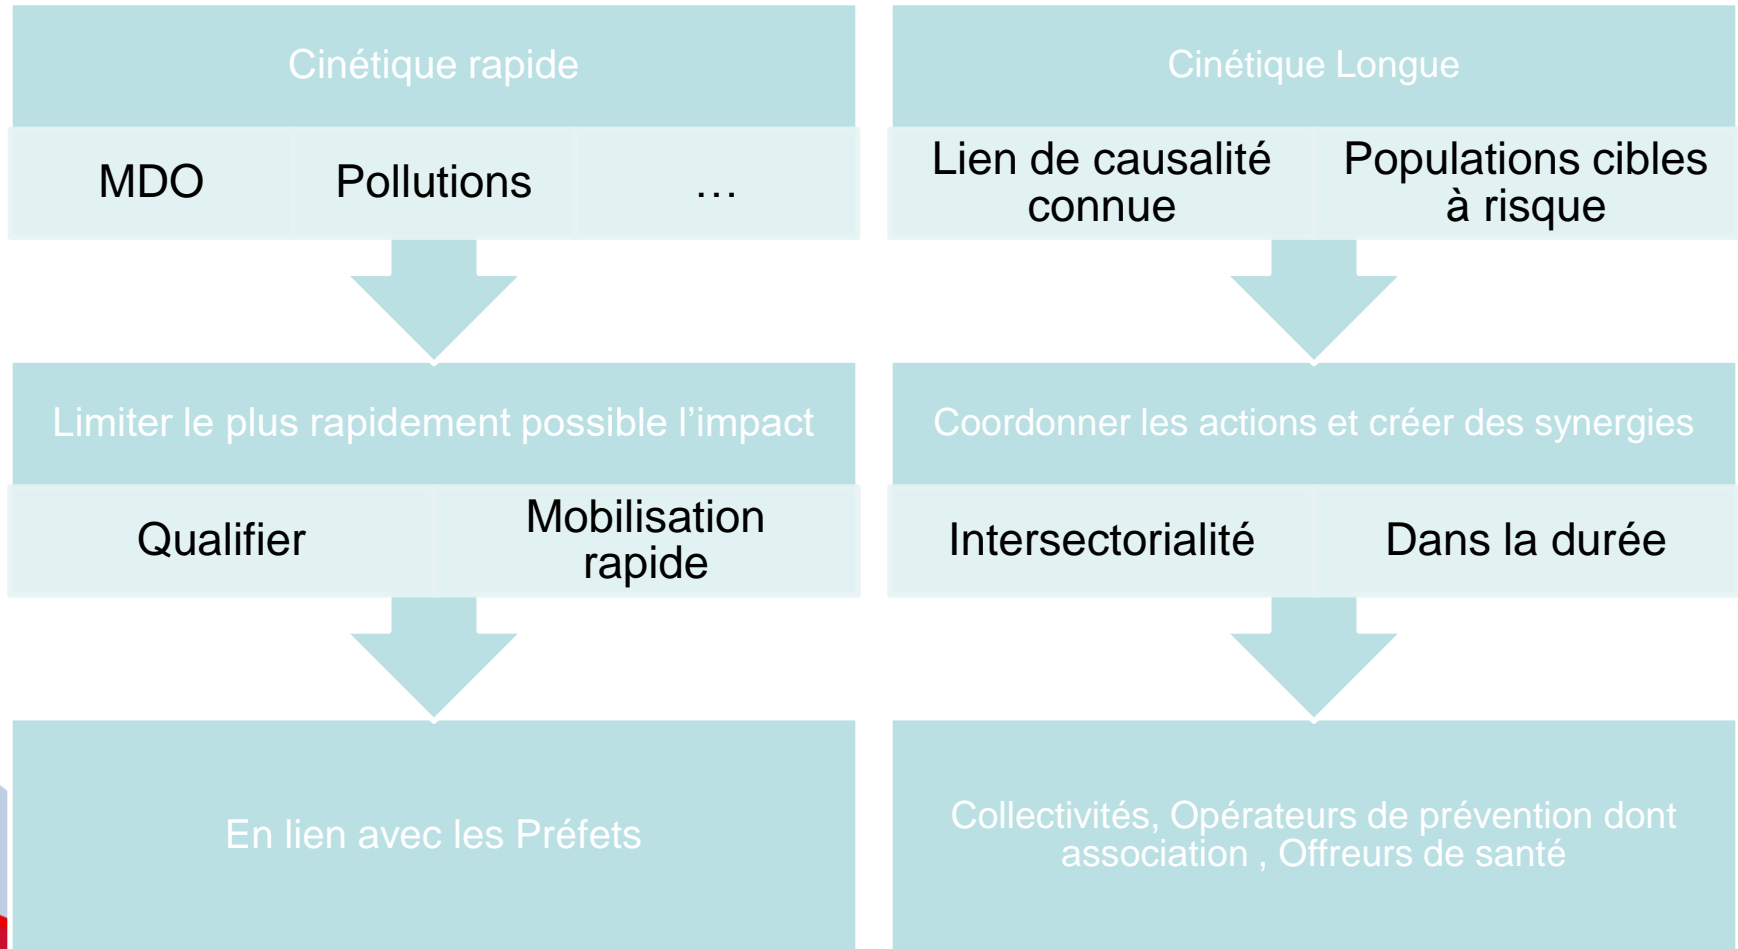 Cinétique rapide
MDO
Pollutions
…
Limiter le plus rapidement possible l’impact
Qualifier
Mobilisation
rapide
En lien avec les Préfets
Cinétique Longue
Lien de causalité
connue
Populations cibles
à risque
Coordonner les actions et créer des synergies
Intersectorialité
Dans la durée
Collectivités, Opérateurs de prévention dont
association , Offreurs de santé